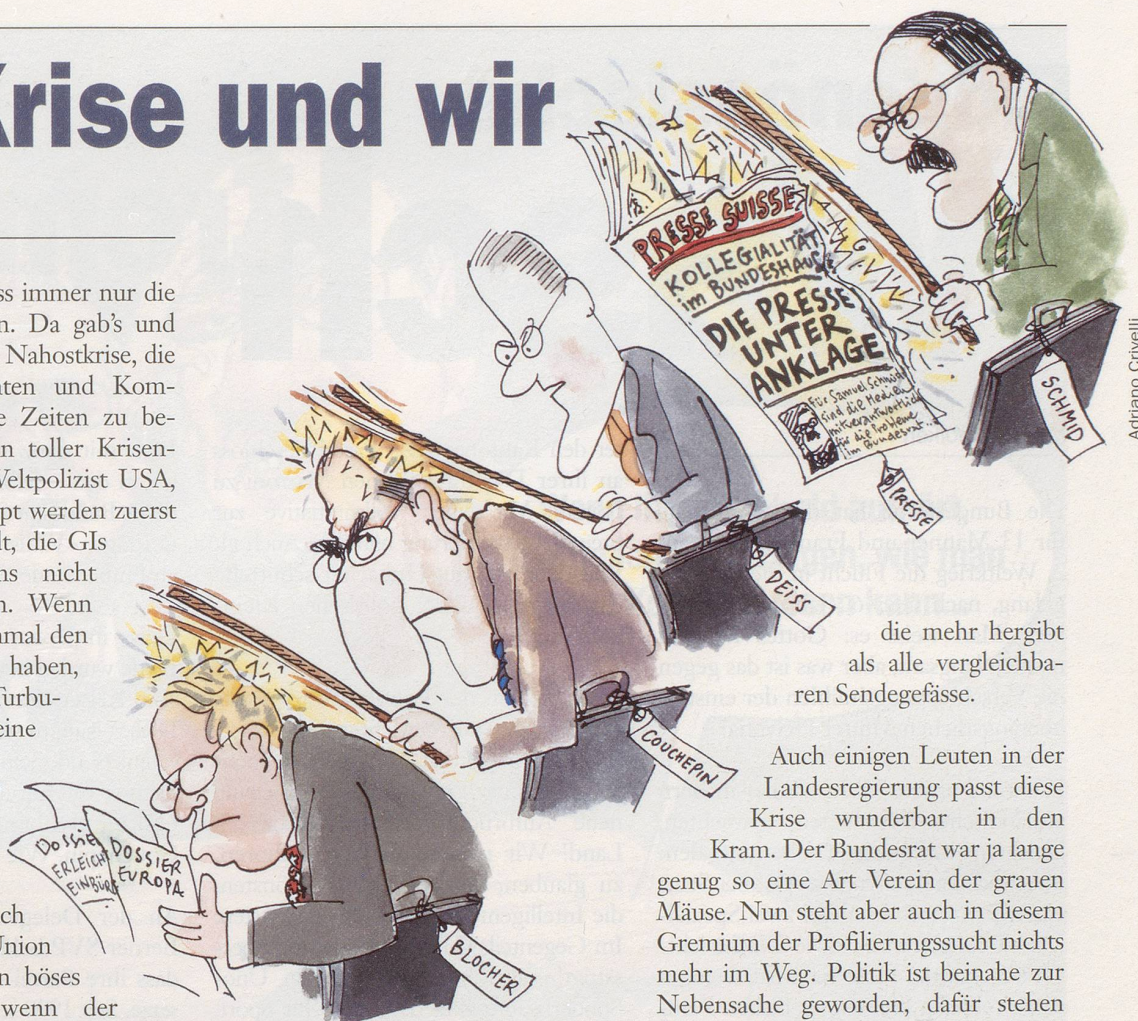 Krise und wir
ss immer nur die
n. Da gab's und
Nahostkrise, die
ten und Kom-
e Zeiten zu be-
n toller Krisen-
Weltpolizist USA,
pt werden zuerst
lt, die GIs
ns nicht
n. Wenn
mal den
haben,
Turbu-
eine
ch
Union
n böses
wenn der
PRESSE SUISSE
KOLLEGIALITÄT
im BUNDESHAUS
DIE PRESSE
UNTER
ANKLAGE
Für Samuel Schmid
sind die Medien
mitverantwortlich
für die Probleme
im Bundesrat...
PRESSE
SCHMID
DEISS
COUCHEPIN
BLOCHER
DOSSIER
ERLEICHT
EINBÜR
DOSSIER
EUROPA
Adriano Crivelli
die mehr hergibt
als alle vergleichba-
ren Sendegefässe.
Auch einigen Leuten in der
Landesregierung passt diese
Krise wunderbar in den
Kram. Der Bundesrat war ja lange
genug so eine Art Verein der grauen
Mäuse. Nun steht aber auch in diesem
Gremium der Profilierungssucht nichts
mehr im Weg. Politik ist beinahe zur
Nebensache geworden, dafür stehen